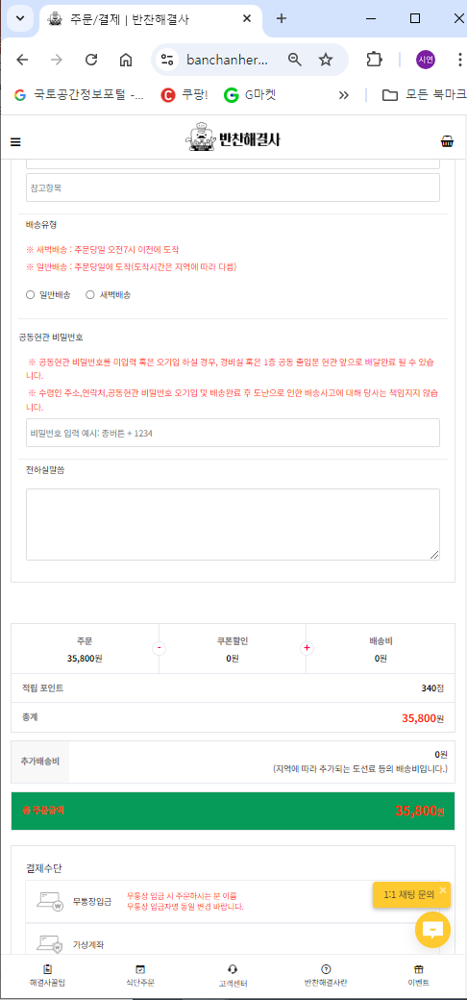 주문/결제 | 반찬해결사
banchanher...
시연
국토공간정보포털 -...
쿠팡!
G마켓
모든 북마크
반찬해결사
참고항목
배송유형
※ 새벽배송 : 주문당일 오전7시 이전에 도착
※ 일반배송 : 주문당일에 도착(도착시간은 지역에 따라 다름)
일반배송
새벽배송
공동현관 비밀번호
※ 공동현관 비밀번호를 미입력 혹은 오기입 하실 경우, 경비실 혹은 1층 공동 출입문 현관 앞으로 배달완료 될 수 있습
니다.
※ 수령인 주소,연락처,공동현관 비밀번호 오기입 및 배송완료 후 도난으로 인한 배송사고에 대해 당사는 책임지지 않습
니다.
비밀번호 입력 예시: 종버튼 + 1234
전하실말씀
주문
쿠폰할인
배송비
-
+
35,800원
0원
0원
적립 포인트
340점
총계
35,800원
추가배송비
0원
(지역에 따라 추가되는 도선료 등의 배송비입니다.)
총 주문금액
35,800원
결제수단
무통장입금
무통장 입금 시 주문하시는 분 이름
무통장 입금자명 동일 변경 바랍니다.
1:1 채팅 문의
가상계좌
해결사꿀팁
식단주문
고객센터
반찬해결사란
이벤트